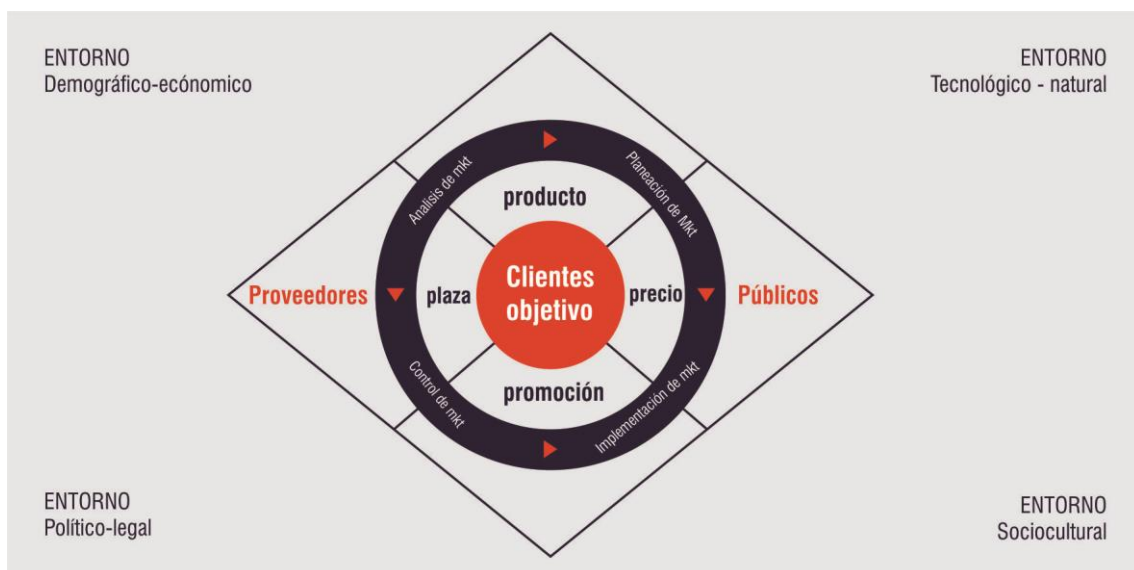 ENTORNO
Demográfico-ecónomico
ENTORNO
Tecnológico - natural
Analisis de mkt
Planeación de Mkt
producto
Proveedores
plaza
Clientes
objetivo
precio
Públicos
promoción
Control de mkt
Implementación de mkt
ENTORNO
Político-legal
ENTORNO
Sociocultural